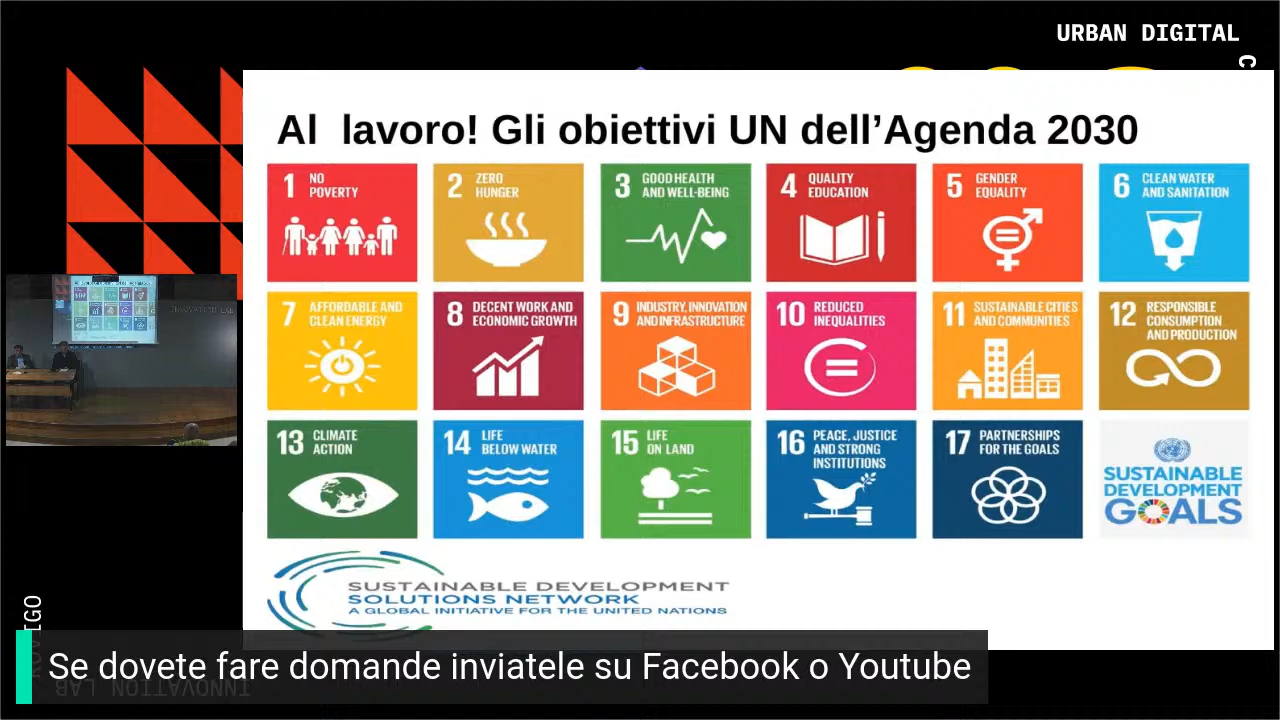 URBAN DIGITAL
C
Al lavoro! Gli obiettivi UN dell'Agenda 2030
1 NO
POVERTY
2 ZERO
HUNGER
3 GOOD HEALTH
AND WELL-BEING
4 QUALITY
EDUCATION
5 GENDER
EQUALITY
6 CLEAN WATER
AND SANITATION
7 AFFORDABLE AND
CLEAN ENERGY
8 DECENT WORK AND
ECONOMIC GROWTH
9 INDUSTRY, INNOVATION
AND INFRASTRUCTURE
10 REDUCED
INEQUALITIES
11 SUSTAINABLE CITIES
AND COMMUNITIES
12 RESPONSIBLE
CONSUMPTION
AND PRODUCTION
13 CLIMATE
ACTION
14 LIFE
BELOW WATER
15 LIFE
ON LAND
16 PEACE, JUSTICE
AND STRONG
INSTITUTIONS
17 PARTNERSHIPS
FOR THE GOALS
SUSTAINABLE
DEVELOPMENT
GOALS
SUSTAINABLE DEVELOPMENT
SOLUTIONS NETWORK
A GLOBAL INITIATIVE FOR THE UNITED NATIONS
ROVIGO
INNOVATION LAB
Se dovete fare domande inviatele su Facebook o Youtube